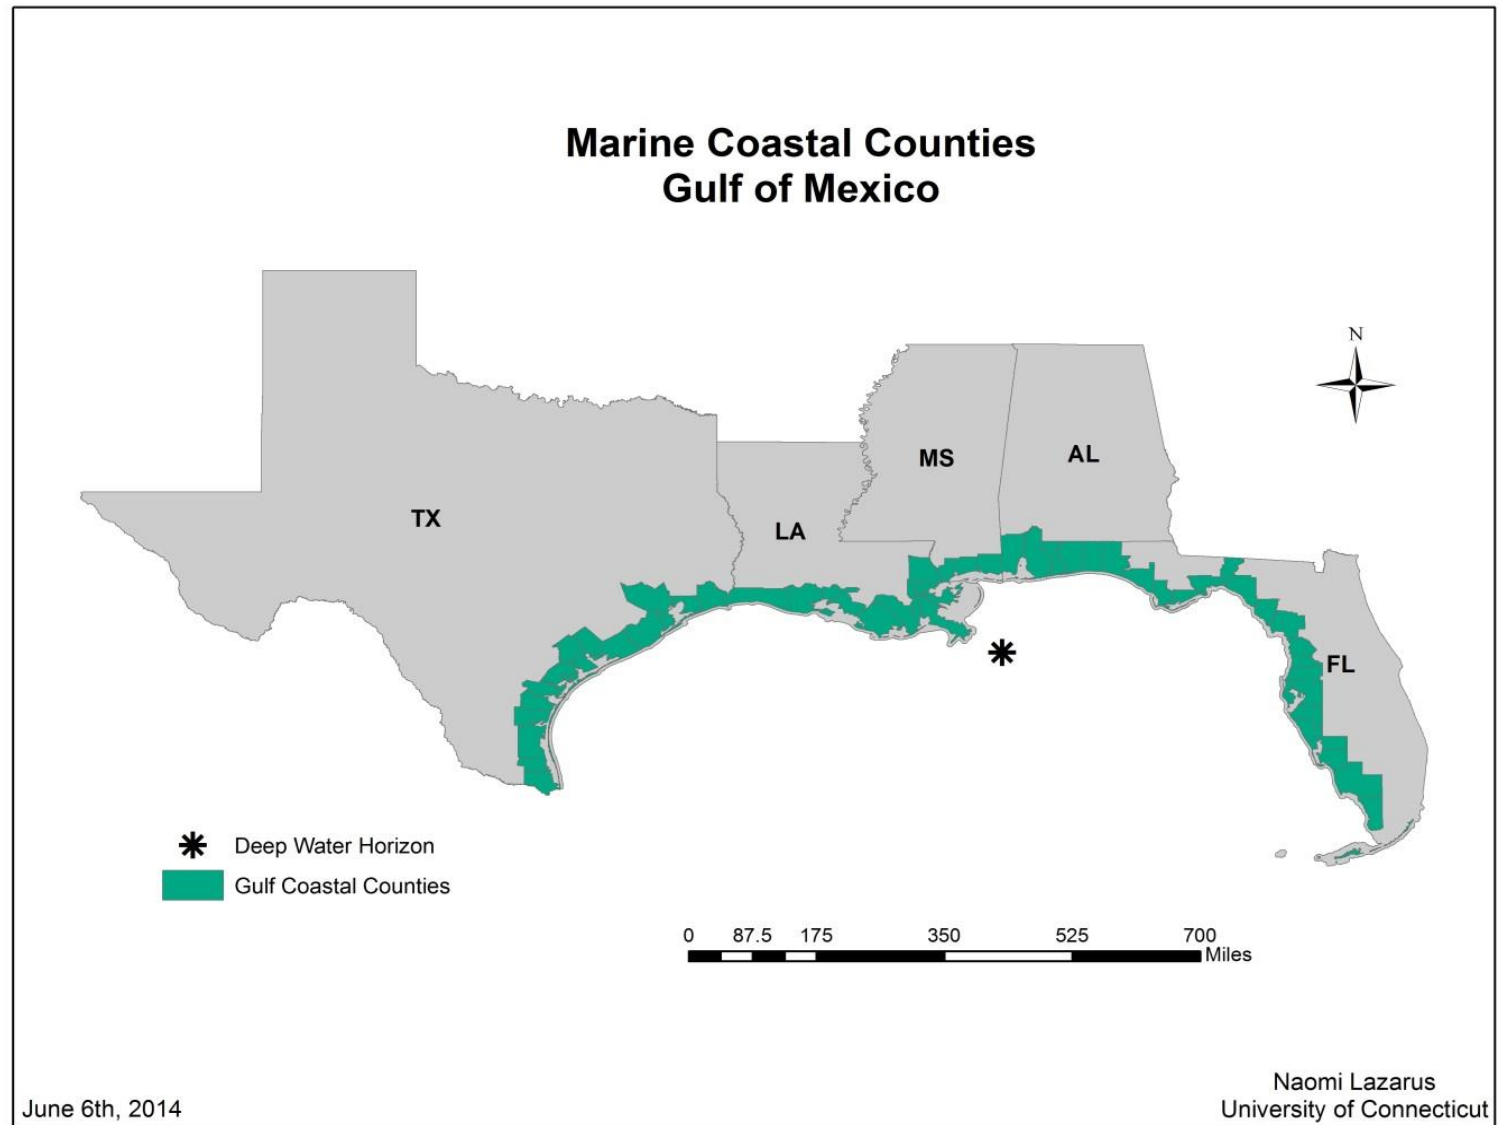 Marine Coastal Counties
Gulf of Mexico
N
MS
AL
TX
LA
FL
Deep Water Horizon
Gulf Coastal Counties
0 87.5 175 350 525 700
Miles
June 6th, 2014
Naomi Lazarus
University of Connecticut